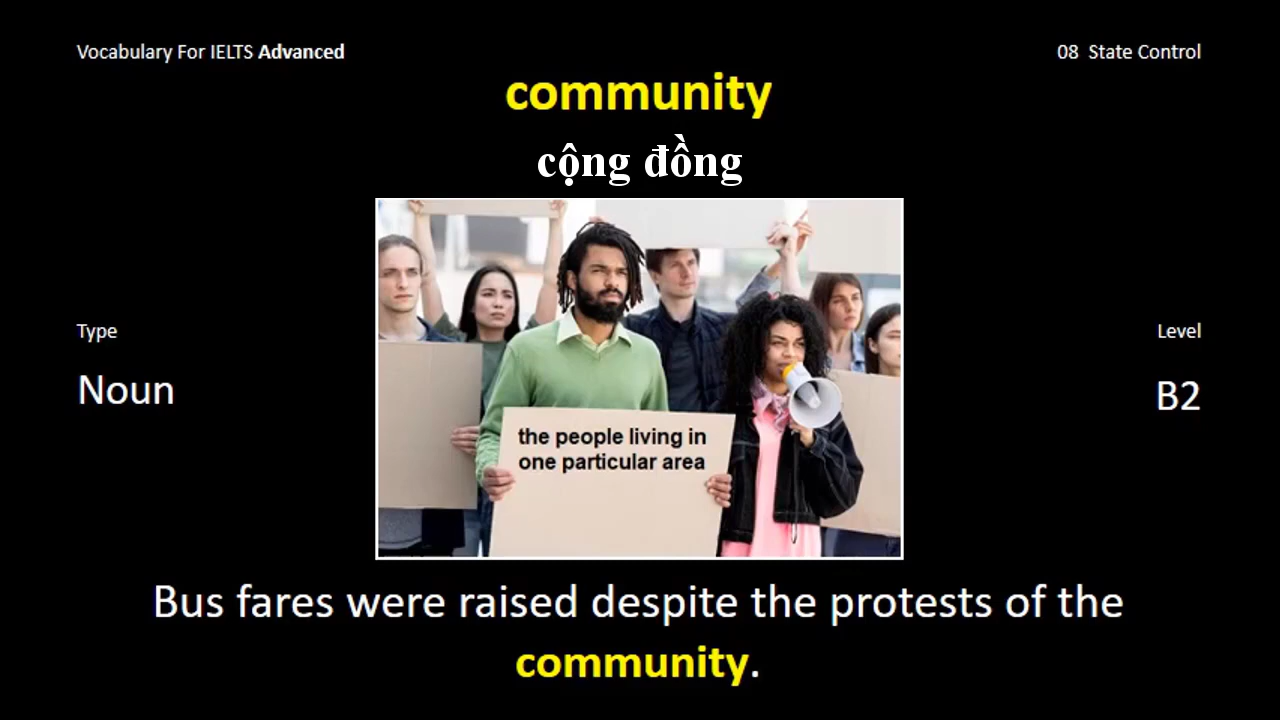 Vocabulary For IELTS Advanced
08 State Control
community
cộng đồng
Type
Noun
Level
B2
the people living in
one particular area
Bus fares were raised despite the protests of the
community.